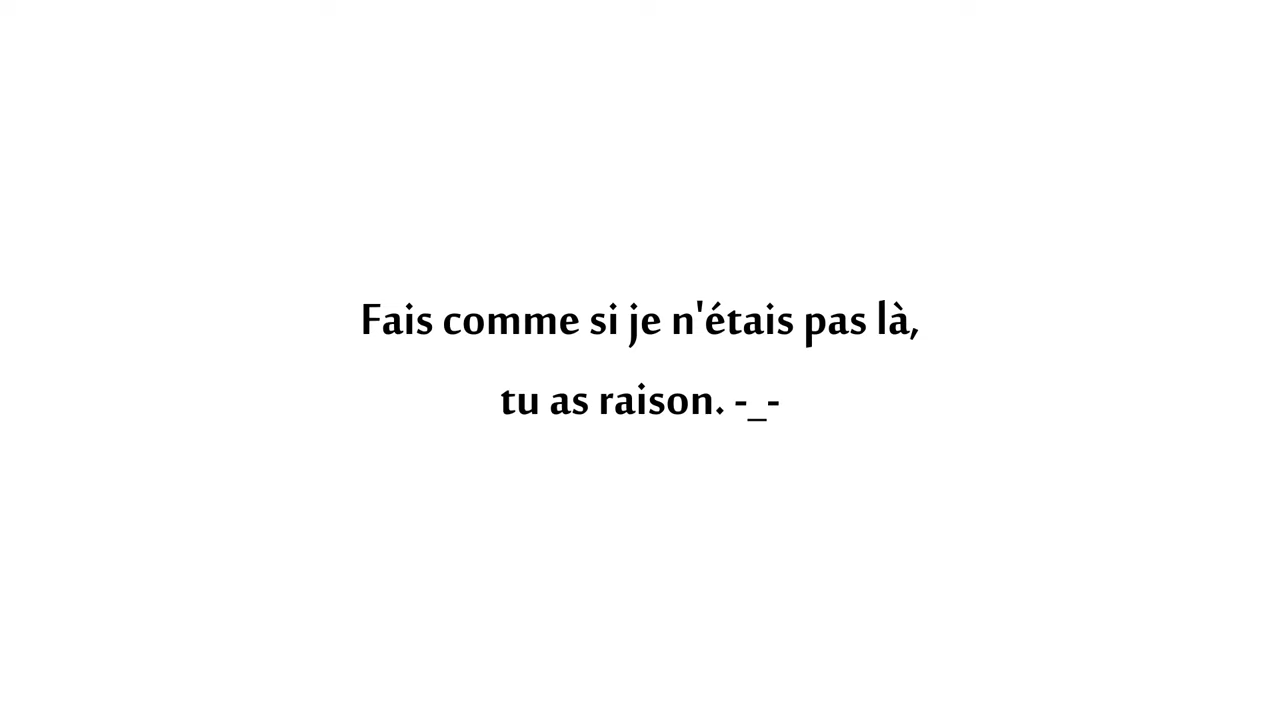 Fais comme si je n'étais pas là,
tu as raison. -_-